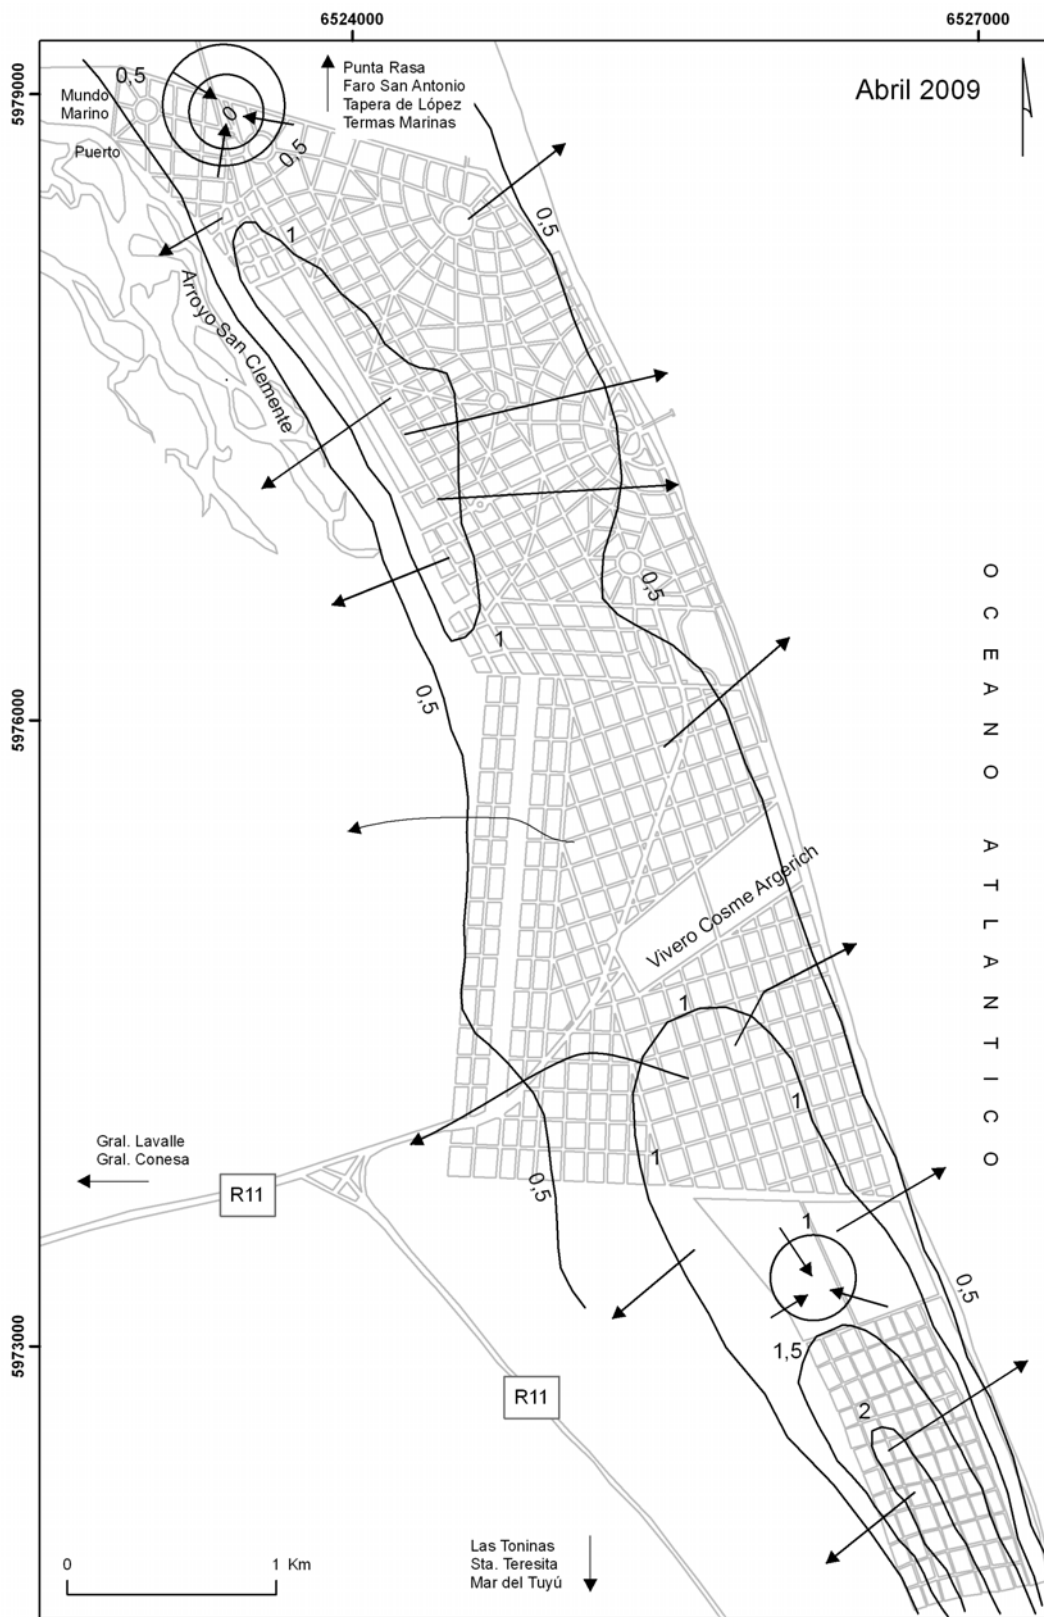 6524000
6527000
5979000
5976000
5973000
Abril 2009
Punta Rasa
Faro San Antonio
Tapera de López
Termas Marinas
Mundo
Marino
Puerto
0,5
0
0,5
1
0,5
Arroyo San Clemente
0,5
1
0,5
OCEANO ATLANTICO
Vivero Cosme Argerich
1
1
1
0,5
Gral. Lavalle
Gral. Conesa
R11
1
0,5
1,5
2
R11
Las Toninas
Sta. Teresita
Mar del Tuyú
0 1 Km